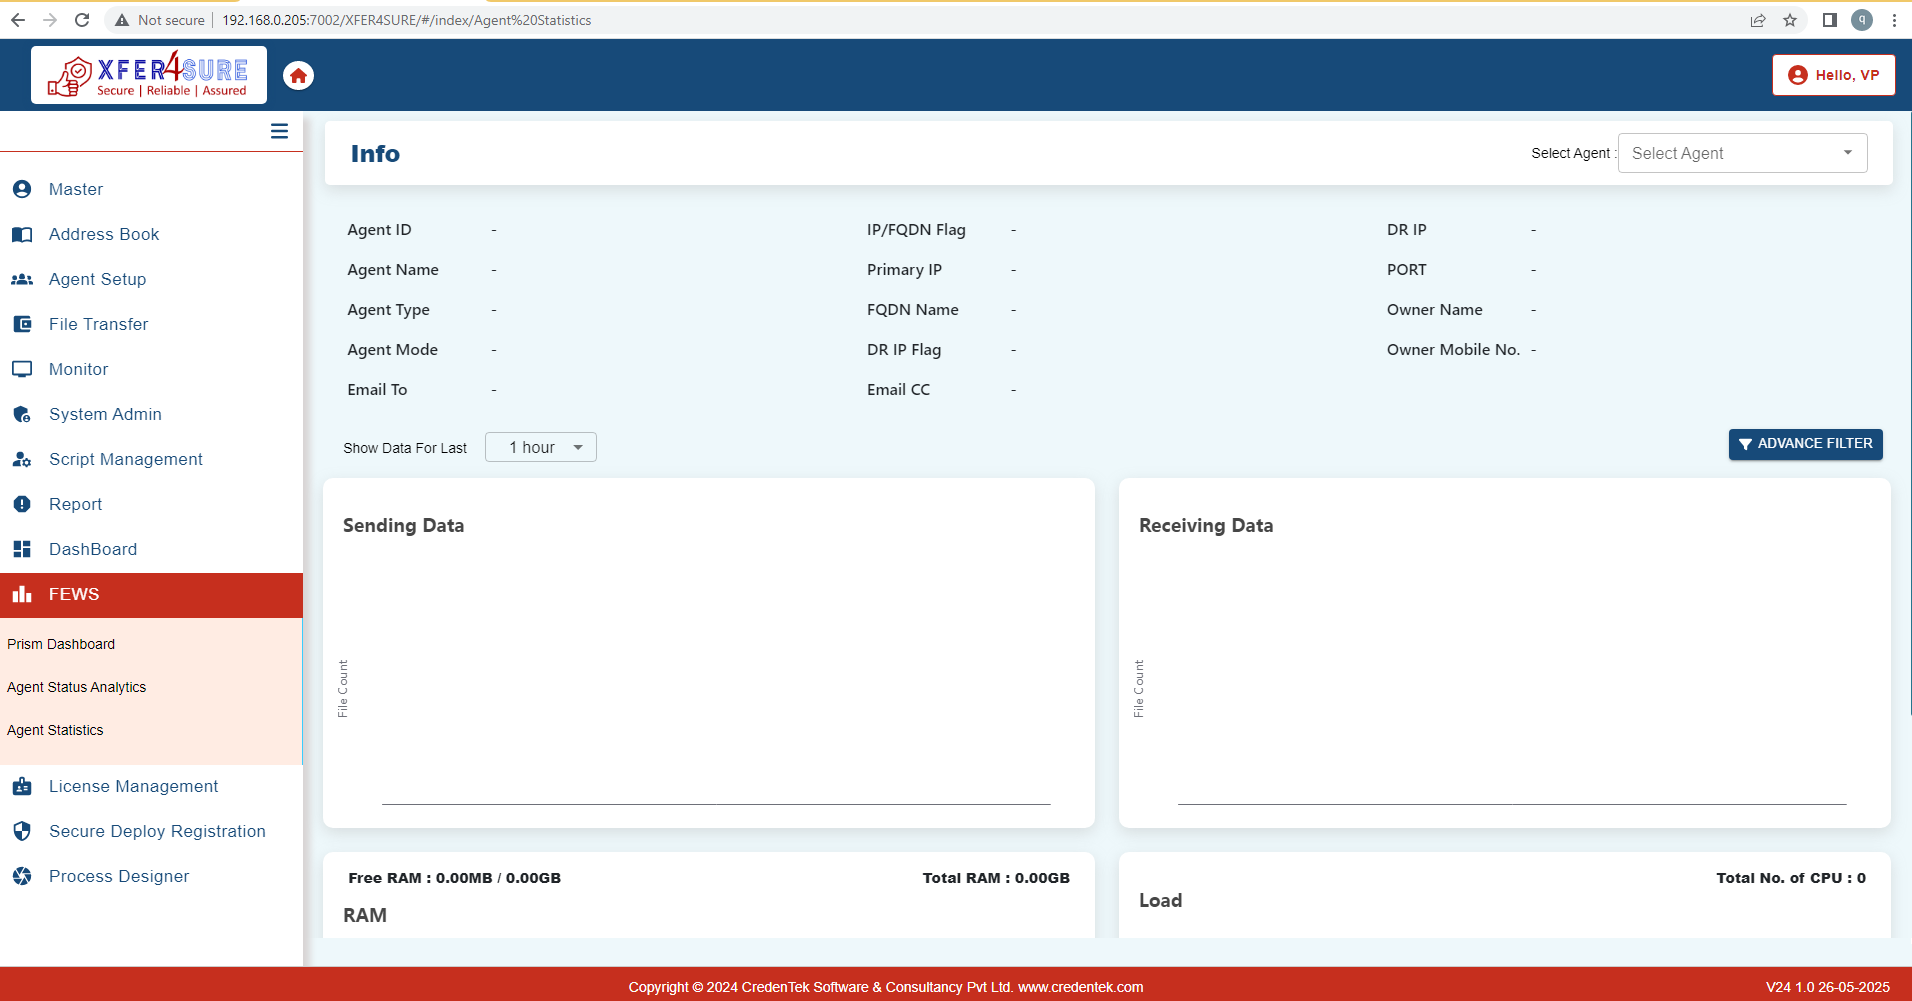 Not secure | 192.168.0.205:7002/XFER4SURE/#/index/Agent%20Statistics
q
XFER4SURE
Secure | Reliable | Assured
Hello, VP
Info
Select Agent :
Select Agent
Master
Address Book
Agent Setup
File Transfer
Monitor
System Admin
Script Management
Report
DashBoard
FEWS
Prism Dashboard
Agent Status Analytics
Agent Statistics
License Management
Secure Deploy Registration
Process Designer
Agent ID - IP/FQDN Flag - DR IP -
Agent Name - Primary IP - PORT -
Agent Type - FQDN Name - Owner Name -
Agent Mode - DR IP Flag - Owner Mobile No. -
Email To - Email CC -
Show Data For Last 1 hour
ADVANCE FILTER
Sending Data
File Count
Receiving Data
File Count
Free RAM : 0.00MB / 0.00GB Total RAM : 0.00GB
RAM
Total No. of CPU : 0
Load
Copyright © 2024 CredenTek Software & Consultancy Pvt Ltd. www.credentek.com
V24 1.0 26-05-2025